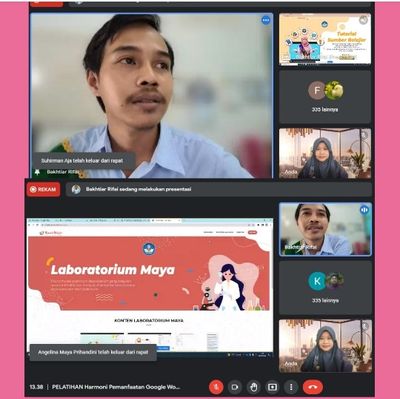 Tutorial
Sumber Belajar
F
335 lainnya
Suhirman Aja telah keluar dari rapat
Bakhtiar Rifai
Anda
REKAM
Bakhtiar Rifai sedang melakukan presentasi
Laboratorium Maya
KONTEN LABORATORIUM MAYA
Angelina Maya Prihandini telah keluar dari rapat
Bakhtiar Rifai
K
335 lainnya
Anda
13.38 | PELATIHAN Harmoni Pemanfaatan Google Wo...